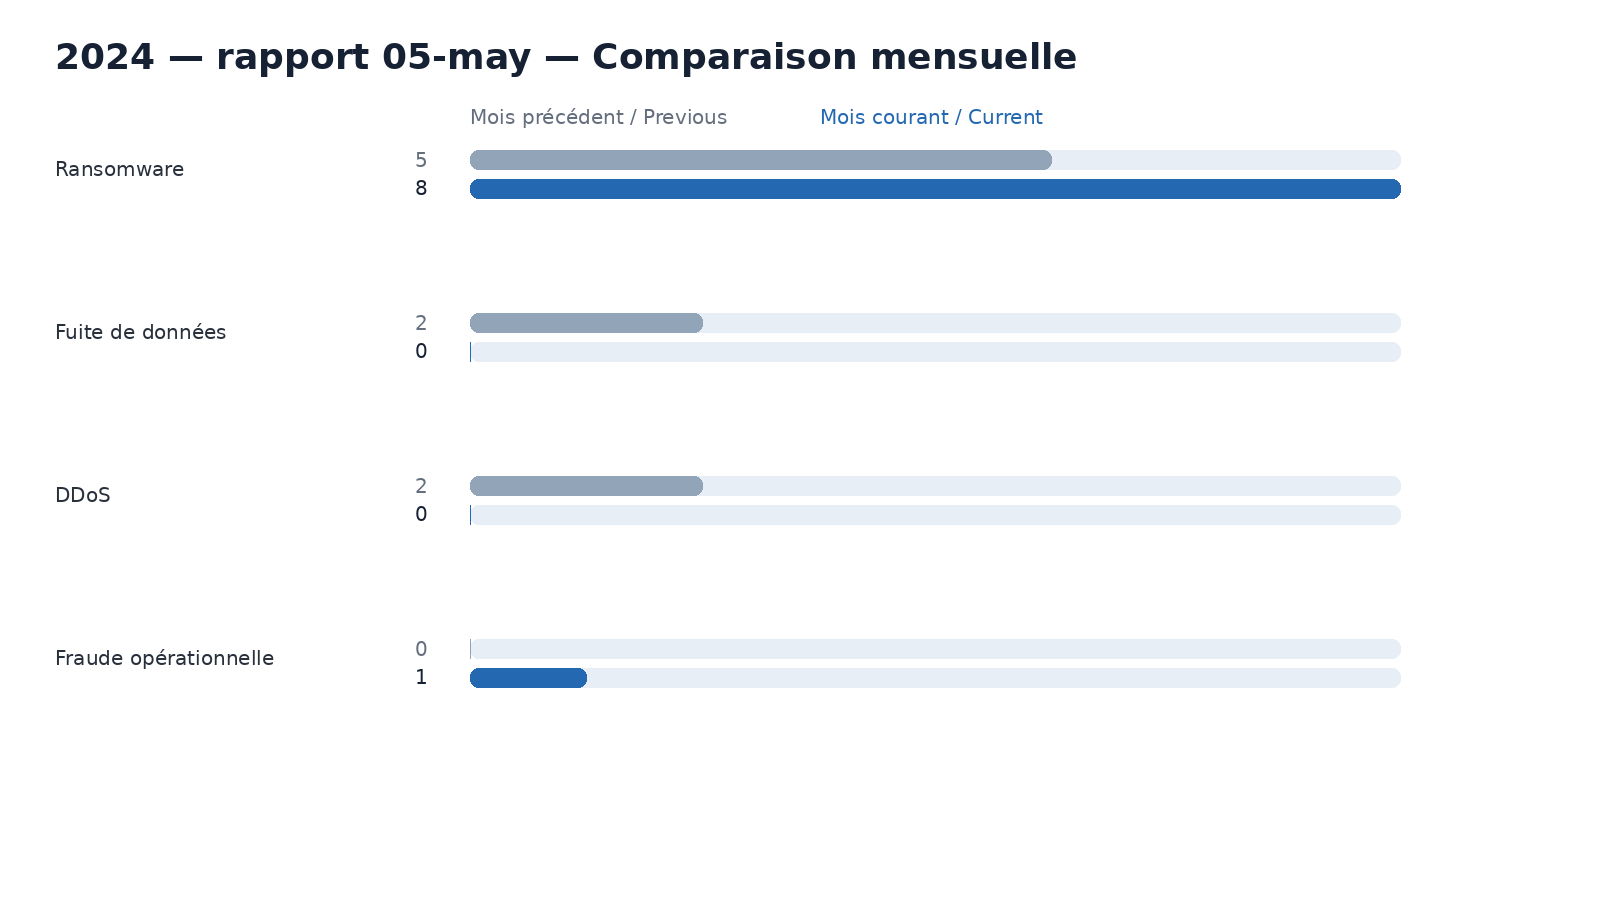 2024 — rapport 05-may — Comparaison mensuelle
Mois précédent / Previous
Mois courant / Current
Ransomware
5
8
Fuite de données
2
0
DDoS
2
0
Fraude opérationnelle
0
1